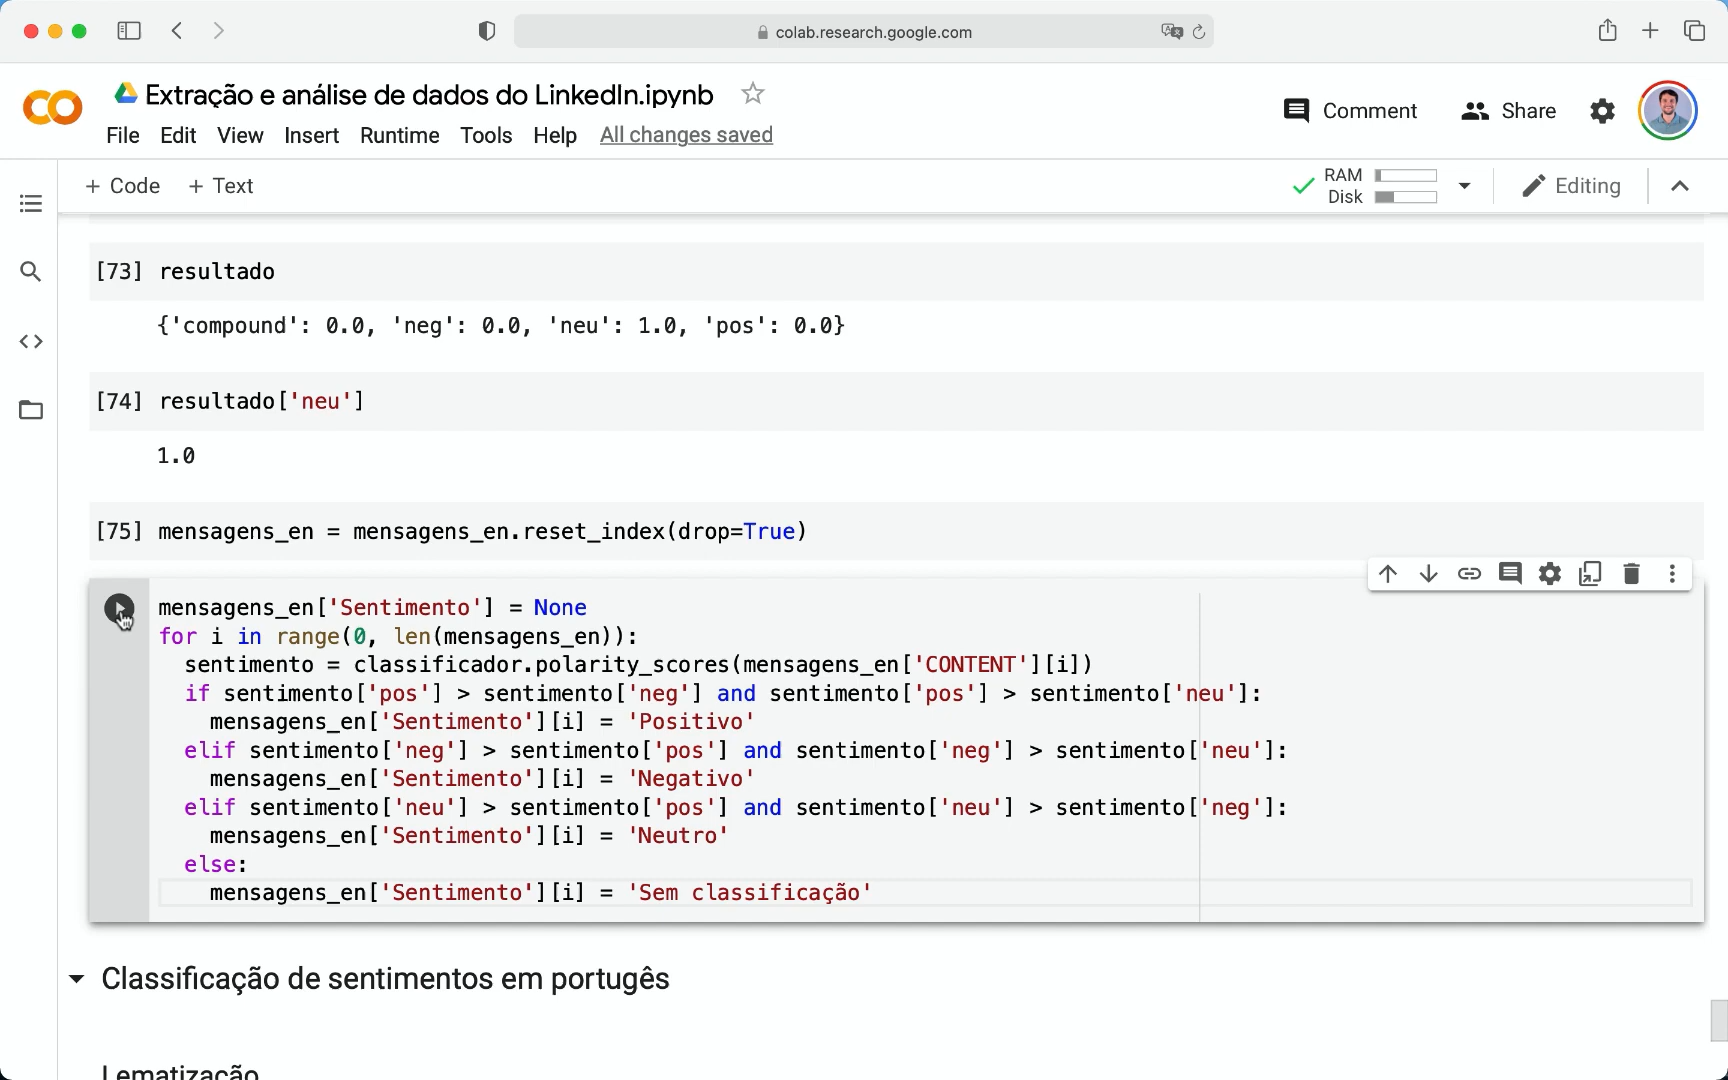 colab.research.google.com
Extração e análise de dados do LinkedIn.ipynb
File Edit View Insert Runtime Tools Help All changes saved
Comment Share
+ Code + Text
RAM
Disk
Editing
[73] resultado
{'compound': 0.0, 'neg': 0.0, 'neu': 1.0, 'pos': 0.0}
[74] resultado['neu']
1.0
[75] mensagens_en = mensagens_en.reset_index(drop=True)
mensagens_en['Sentimento'] = None
for i in range(0, len(mensagens_en)):
  sentimento = classificador.polarity_scores(mensagens_en['CONTENT'][i])
  if sentimento['pos'] > sentimento['neg'] and sentimento['pos'] > sentimento['neu']:
    mensagens_en['Sentimento'][i] = 'Positivo'
  elif sentimento['neg'] > sentimento['pos'] and sentimento['neg'] > sentimento['neu']:
    mensagens_en['Sentimento'][i] = 'Negativo'
  elif sentimento['neu'] > sentimento['pos'] and sentimento['neu'] > sentimento['neg']:
    mensagens_en['Sentimento'][i] = 'Neutro'
  else:
    mensagens_en['Sentimento'][i] = 'Sem classificação'
Classificação de sentimentos em portugês
Lematização